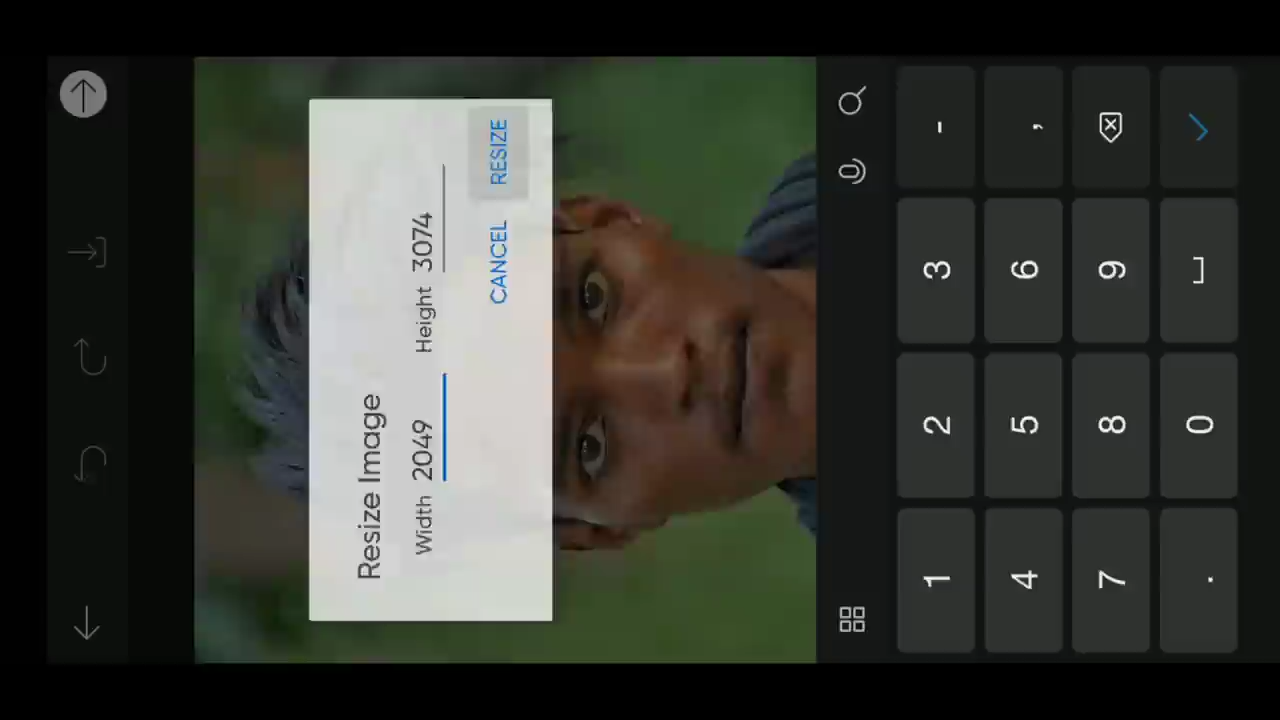 Resize Image
Width 2049 Height 3074
CANCEL RESIZE
1 2 3 -
4 5 6 ,
7 8 9
. 0